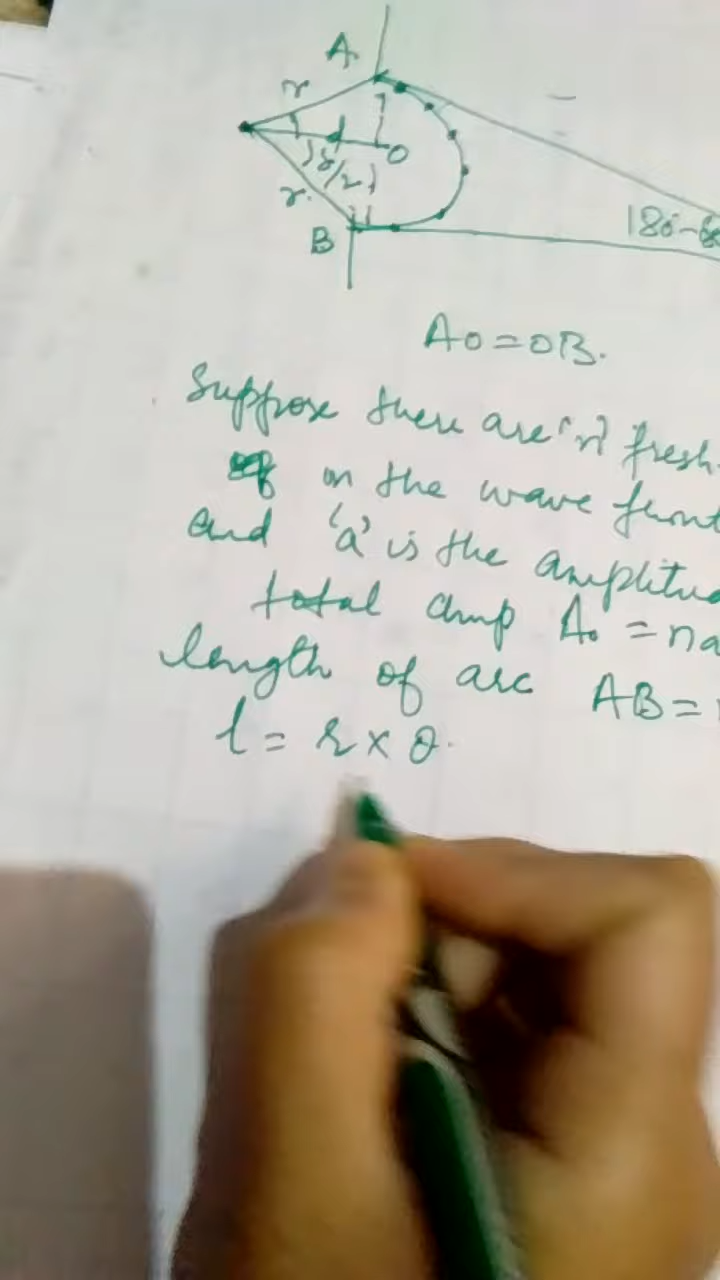 A
r
O
δ/2
r.
B
180-δ
AO = OB.
Suppose there are 'n' fresh
on the wave front
and 'a' is the amplitud
total amp A₀ = na
length of arc AB =
l = r × θ.